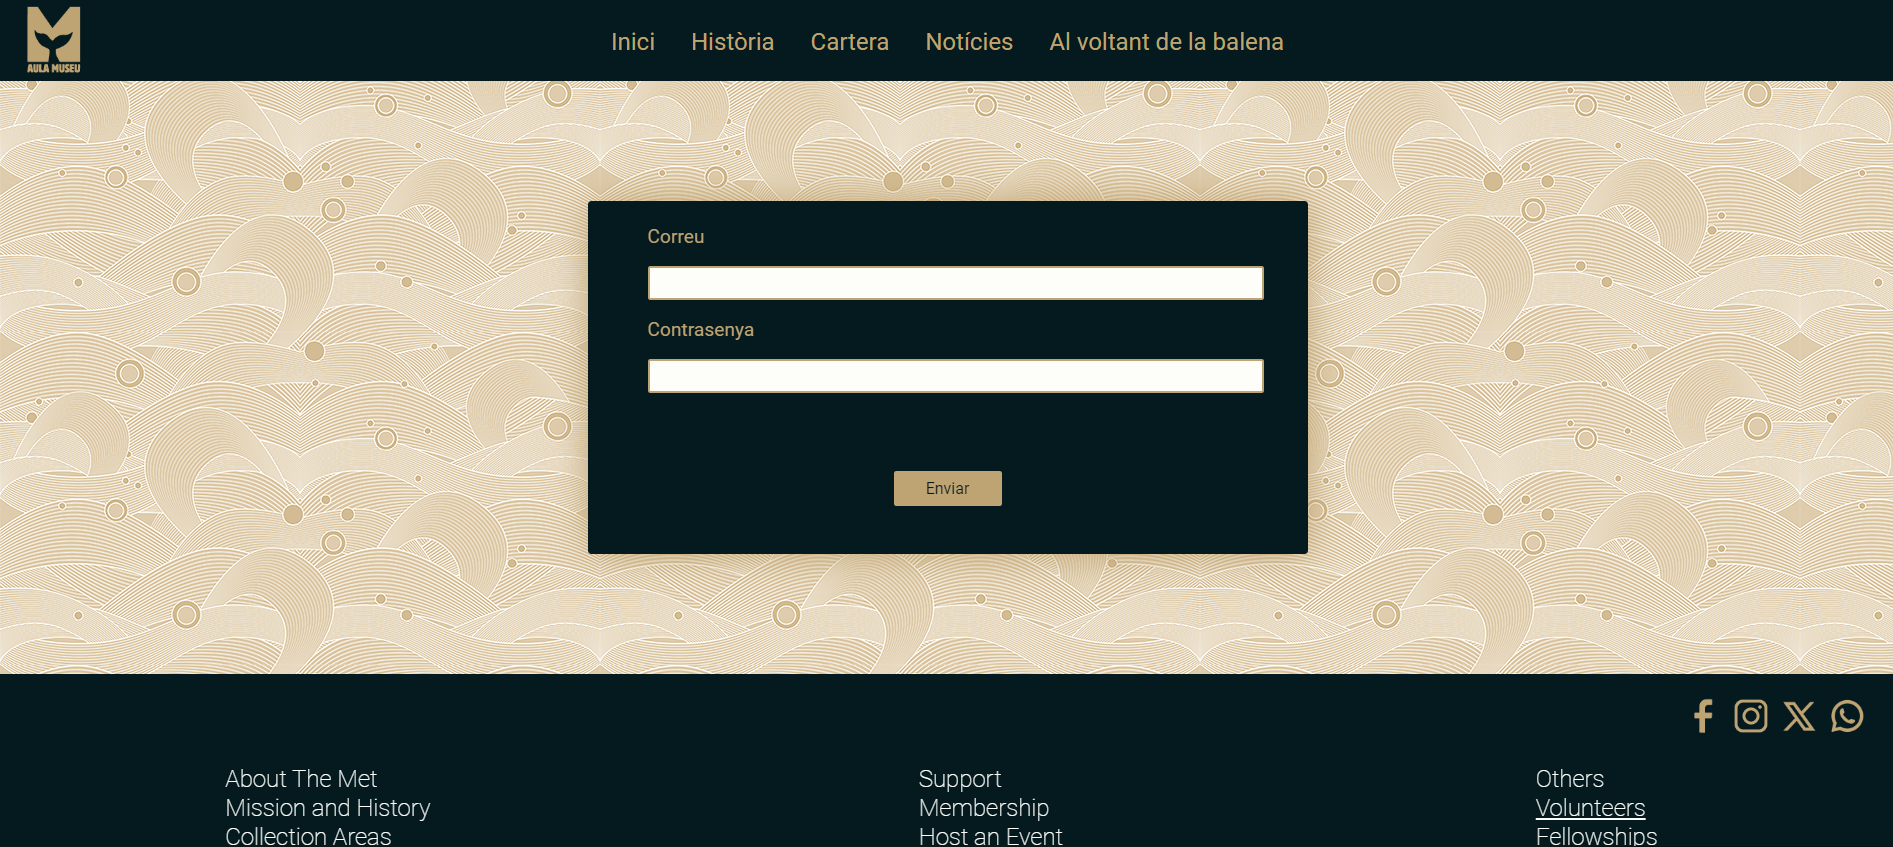 AULA MUSEU
Inici Història Cartera Notícies Al voltant de la balena
Correu
Contrasenya
Enviar
About The Met
Mission and History
Collection Areas
Support
Membership
Host an Event
Others
Volunteers
Fellowships